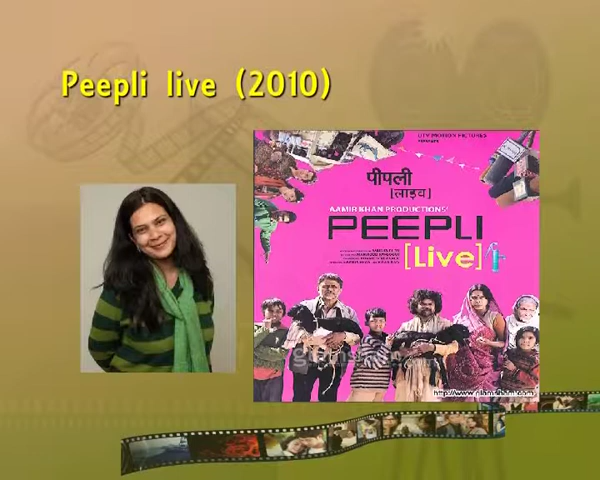 Peepli live (2010)
UTV MOTION PICTURES
पीपली
[लाइव]
AAMIR KHAN PRODUCTIONS'
PEEPLI
[Live]